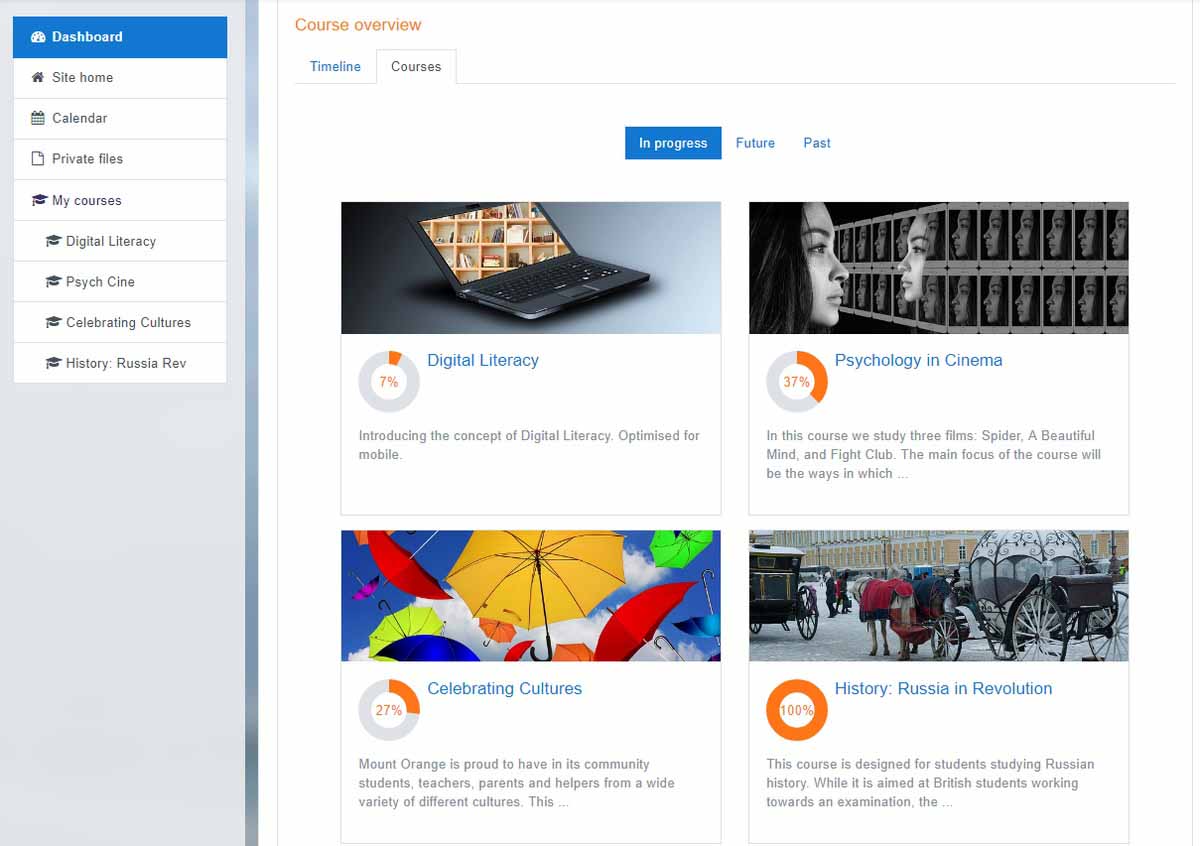 Dashboard
Site home
Calendar
Private files
My courses
Digital Literacy
Psych Cine
Celebrating Cultures
History: Russia Rev
Course overview
Timeline
Courses
In progress
Future
Past
7%
Digital Literacy
Introducing the concept of Digital Literacy. Optimised for
mobile.
37%
Psychology in Cinema
In this course we study three films: Spider, A Beautiful
Mind, and Fight Club. The main focus of the course will
be the ways in which ...
27%
Celebrating Cultures
Mount Orange is proud to have in its community
students, teachers, parents and helpers from a wide
variety of different cultures. This ...
100%
History: Russia in Revolution
This course is designed for students studying Russian
history. While it is aimed at British students working
towards an examination, the ...